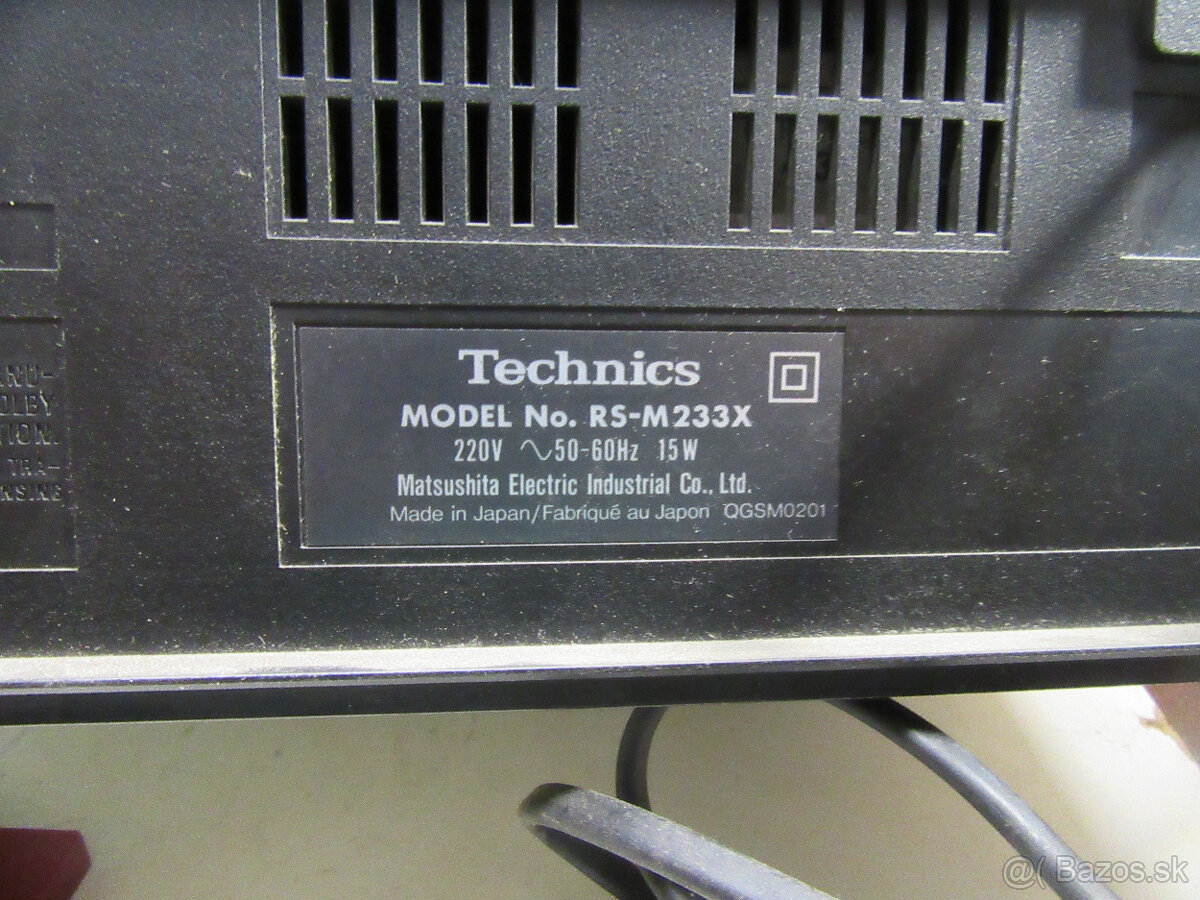 Technics
MODEL No. RS-M233X
220V ∿50-60Hz 15W
Matsushita Electric Industrial Co., Ltd.
Made in Japan/Fabriqué au Japon QGSM0201
@( Bazos.sk